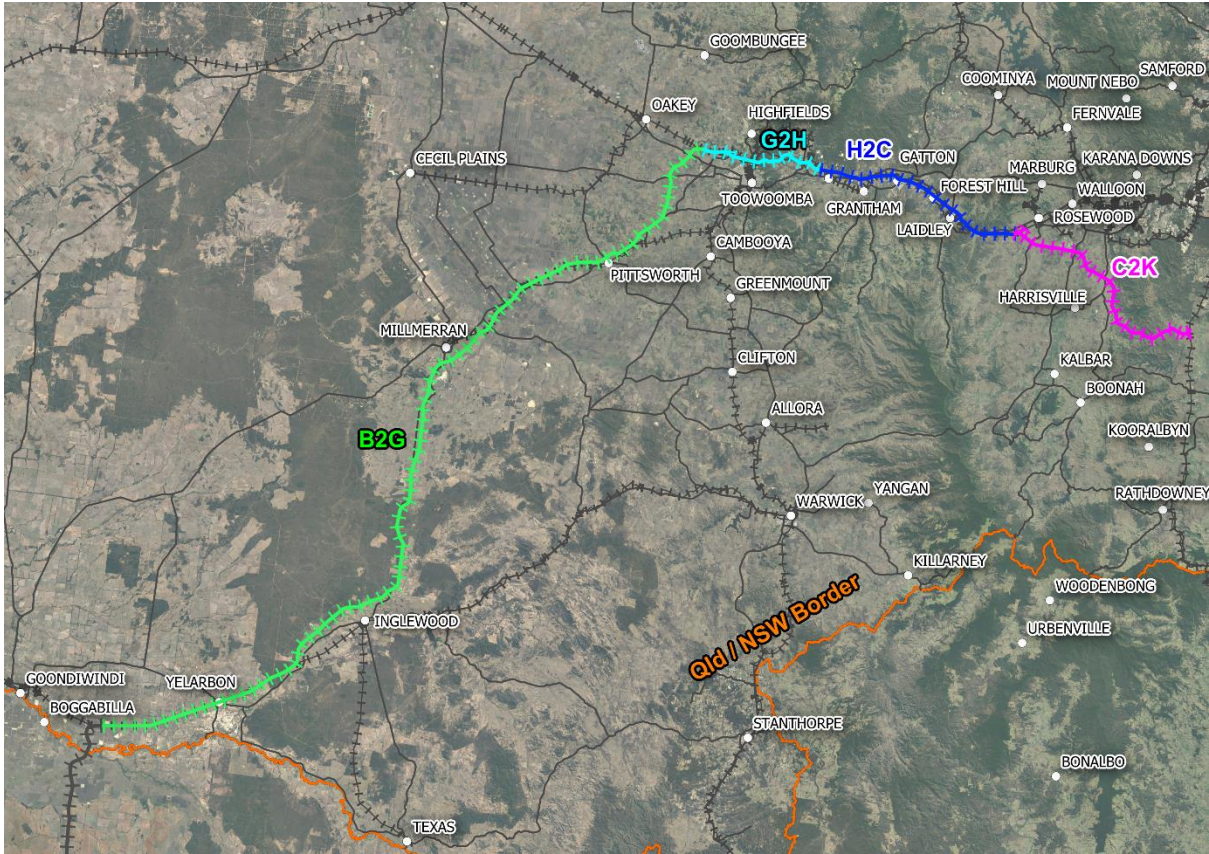 GOOMBUNGEE
SAMFORD
COOMINYA
MOUNT NEBO
OAKEY
HIGHFIELDS
FERNVALE
G2H
H2C
CECIL PLAINS
GATTON
MARBURG
KARANA DOWNS
TOOWOOMBA
GRANTHAM
FOREST HILL
WALLOON
LAIDLEY
ROSEWOOD
CAMBOOYA
PITTSWORTH
C2K
GREENMOUNT
HARRISVILLE
MILLMERRAN
CLIFTON
KALBAR
BOONAH
ALLORA
B2G
KOORALBYN
WARWICK
YANGAN
RATHDOWNEY
KILLARNEY
WOODENBONG
INGLEWOOD
Qld / NSW Border
URBENVILLE
GOONDIWINDI
YELARBON
BOGGABILLA
STANTHORPE
BONALBO
TEXAS